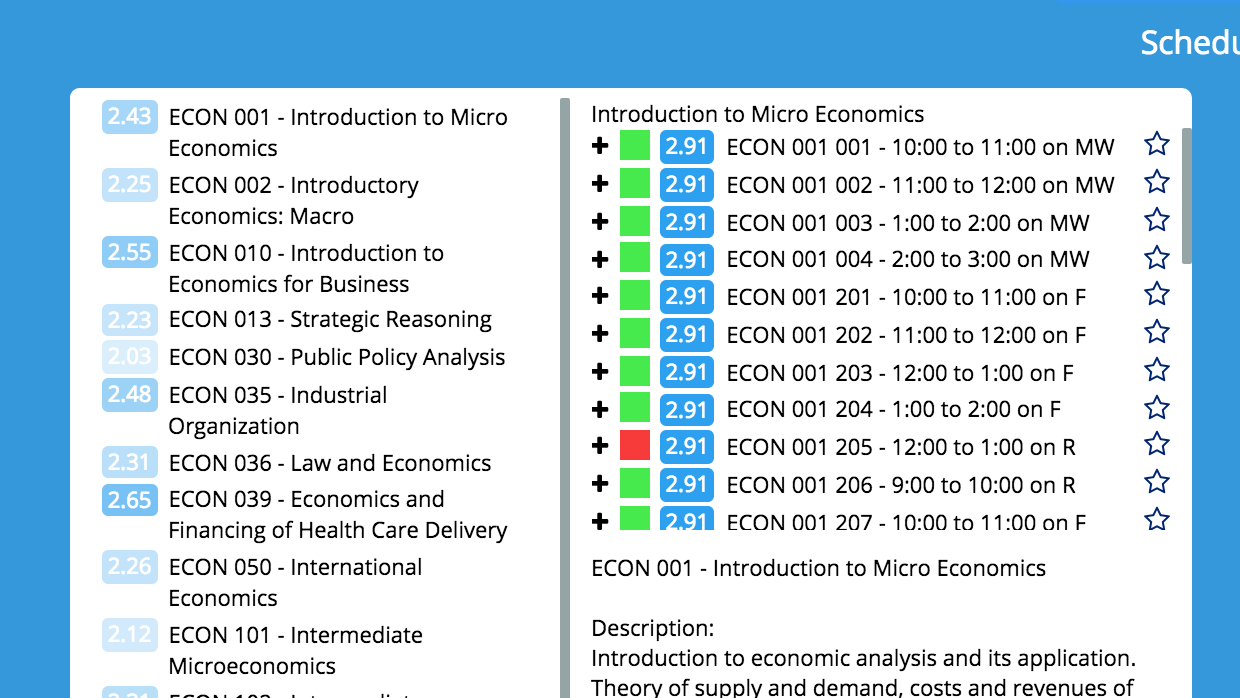 Schedu
2.43 ECON 001 - Introduction to Micro
Economics
2.25 ECON 002 - Introductory
Economics: Macro
2.55 ECON 010 - Introduction to
Economics for Business
2.23 ECON 013 - Strategic Reasoning
2.03 ECON 030 - Public Policy Analysis
2.48 ECON 035 - Industrial
Organization
2.31 ECON 036 - Law and Economics
2.65 ECON 039 - Economics and
Financing of Health Care Delivery
2.26 ECON 050 - International
Economics
2.12 ECON 101 - Intermediate
Microeconomics
Introduction to Micro Economics
+ 2.91 ECON 001 001 - 10:00 to 11:00 on MW
+ 2.91 ECON 001 002 - 11:00 to 12:00 on MW
+ 2.91 ECON 001 003 - 1:00 to 2:00 on MW
+ 2.91 ECON 001 004 - 2:00 to 3:00 on MW
+ 2.91 ECON 001 201 - 10:00 to 11:00 on F
+ 2.91 ECON 001 202 - 11:00 to 12:00 on F
+ 2.91 ECON 001 203 - 12:00 to 1:00 on F
+ 2.91 ECON 001 204 - 1:00 to 2:00 on F
+ 2.91 ECON 001 205 - 12:00 to 1:00 on R
+ 2.91 ECON 001 206 - 9:00 to 10:00 on R
+ 2.91 ECON 001 207 - 10:00 to 11:00 on F
ECON 001 - Introduction to Micro Economics
Description:
Introduction to economic analysis and its application.
Theory of supply and demand, costs and revenues of